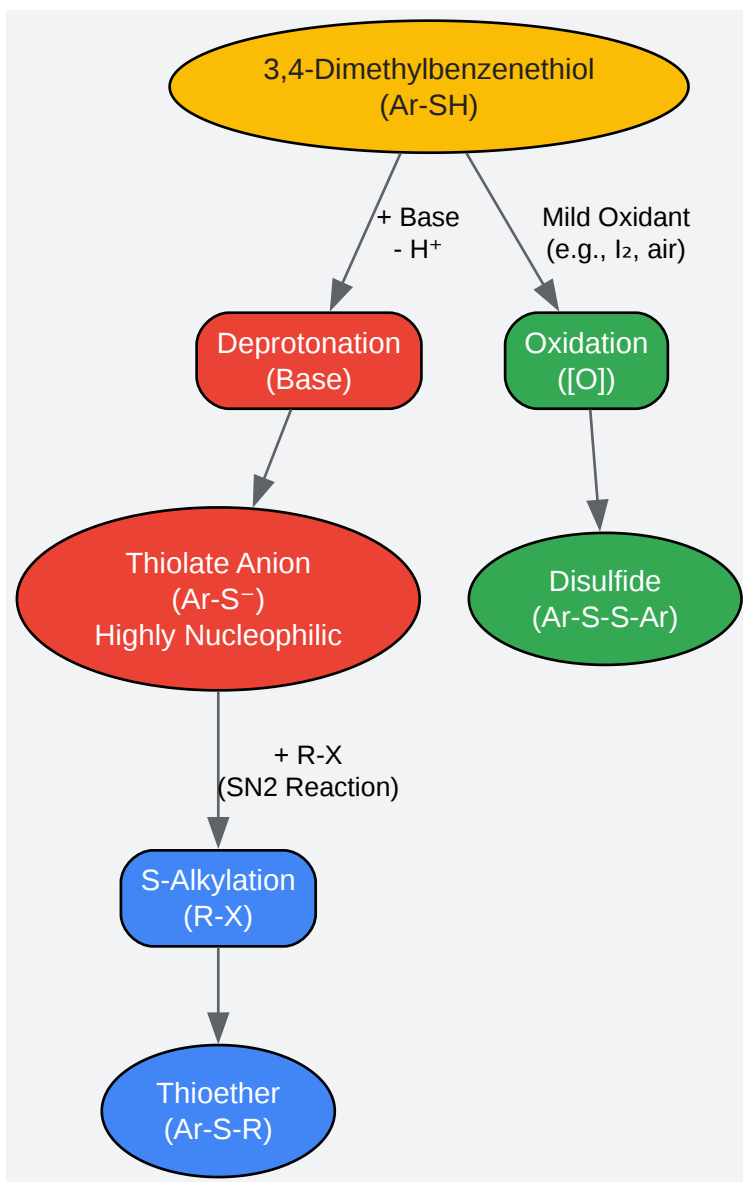 3,4-Dimethylbenzenethiol
(Ar-SH)
+ Base
- H⁺
Mild Oxidant
(e.g., I₂, air)
Deprotonation
(Base)
Oxidation
([O])
Thiolate Anion
(Ar-S⁻)
Highly Nucleophilic
Disulfide
(Ar-S-S-Ar)
+ R-X
(SN2 Reaction)
S-Alkylation
(R-X)
Thioether
(Ar-S-R)